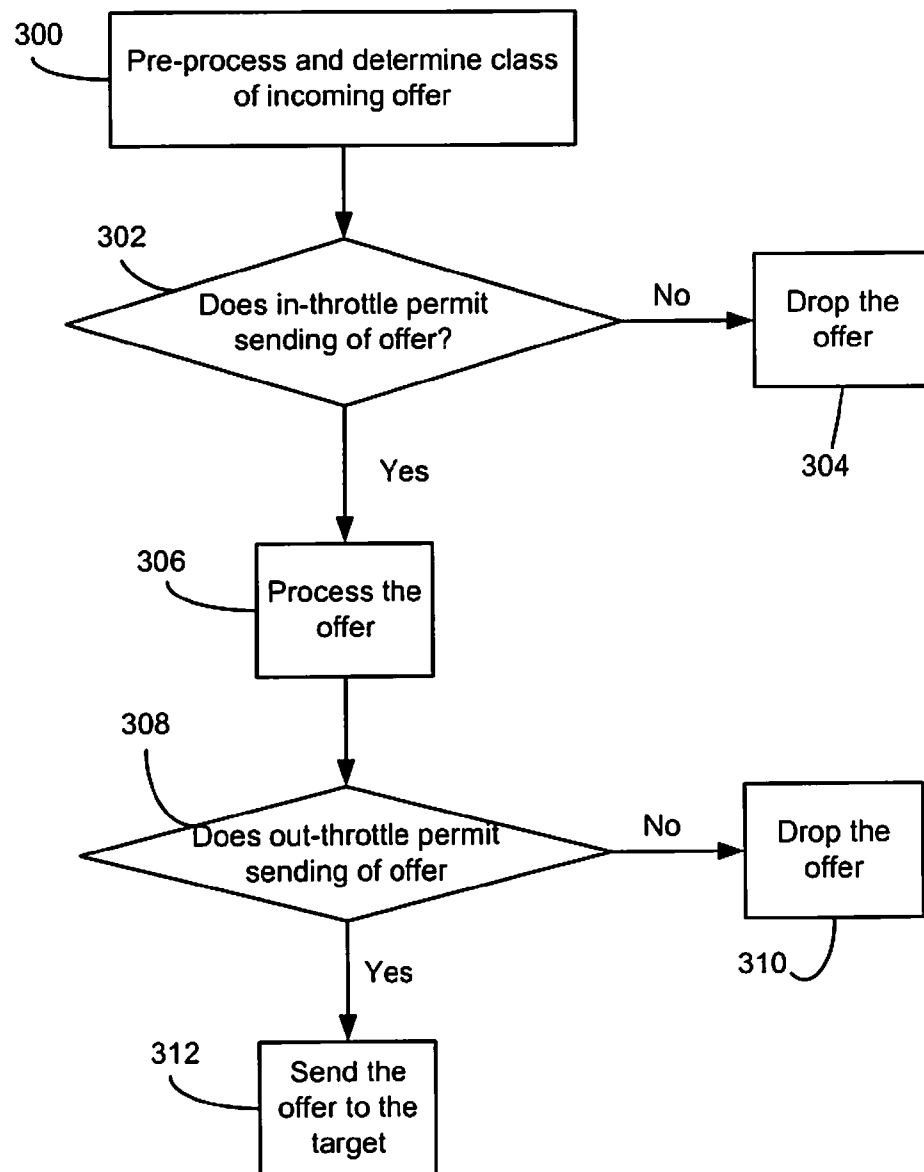 300
Pre-process and determine class
of incoming offer
302
Does in-throttle permit
sending of offer?
No
Drop the
offer
304
Yes
306
Process the
offer
308
Does out-throttle permit
sending of offer
No
Drop the
offer
310
Yes
312
Send the
offer to the
target